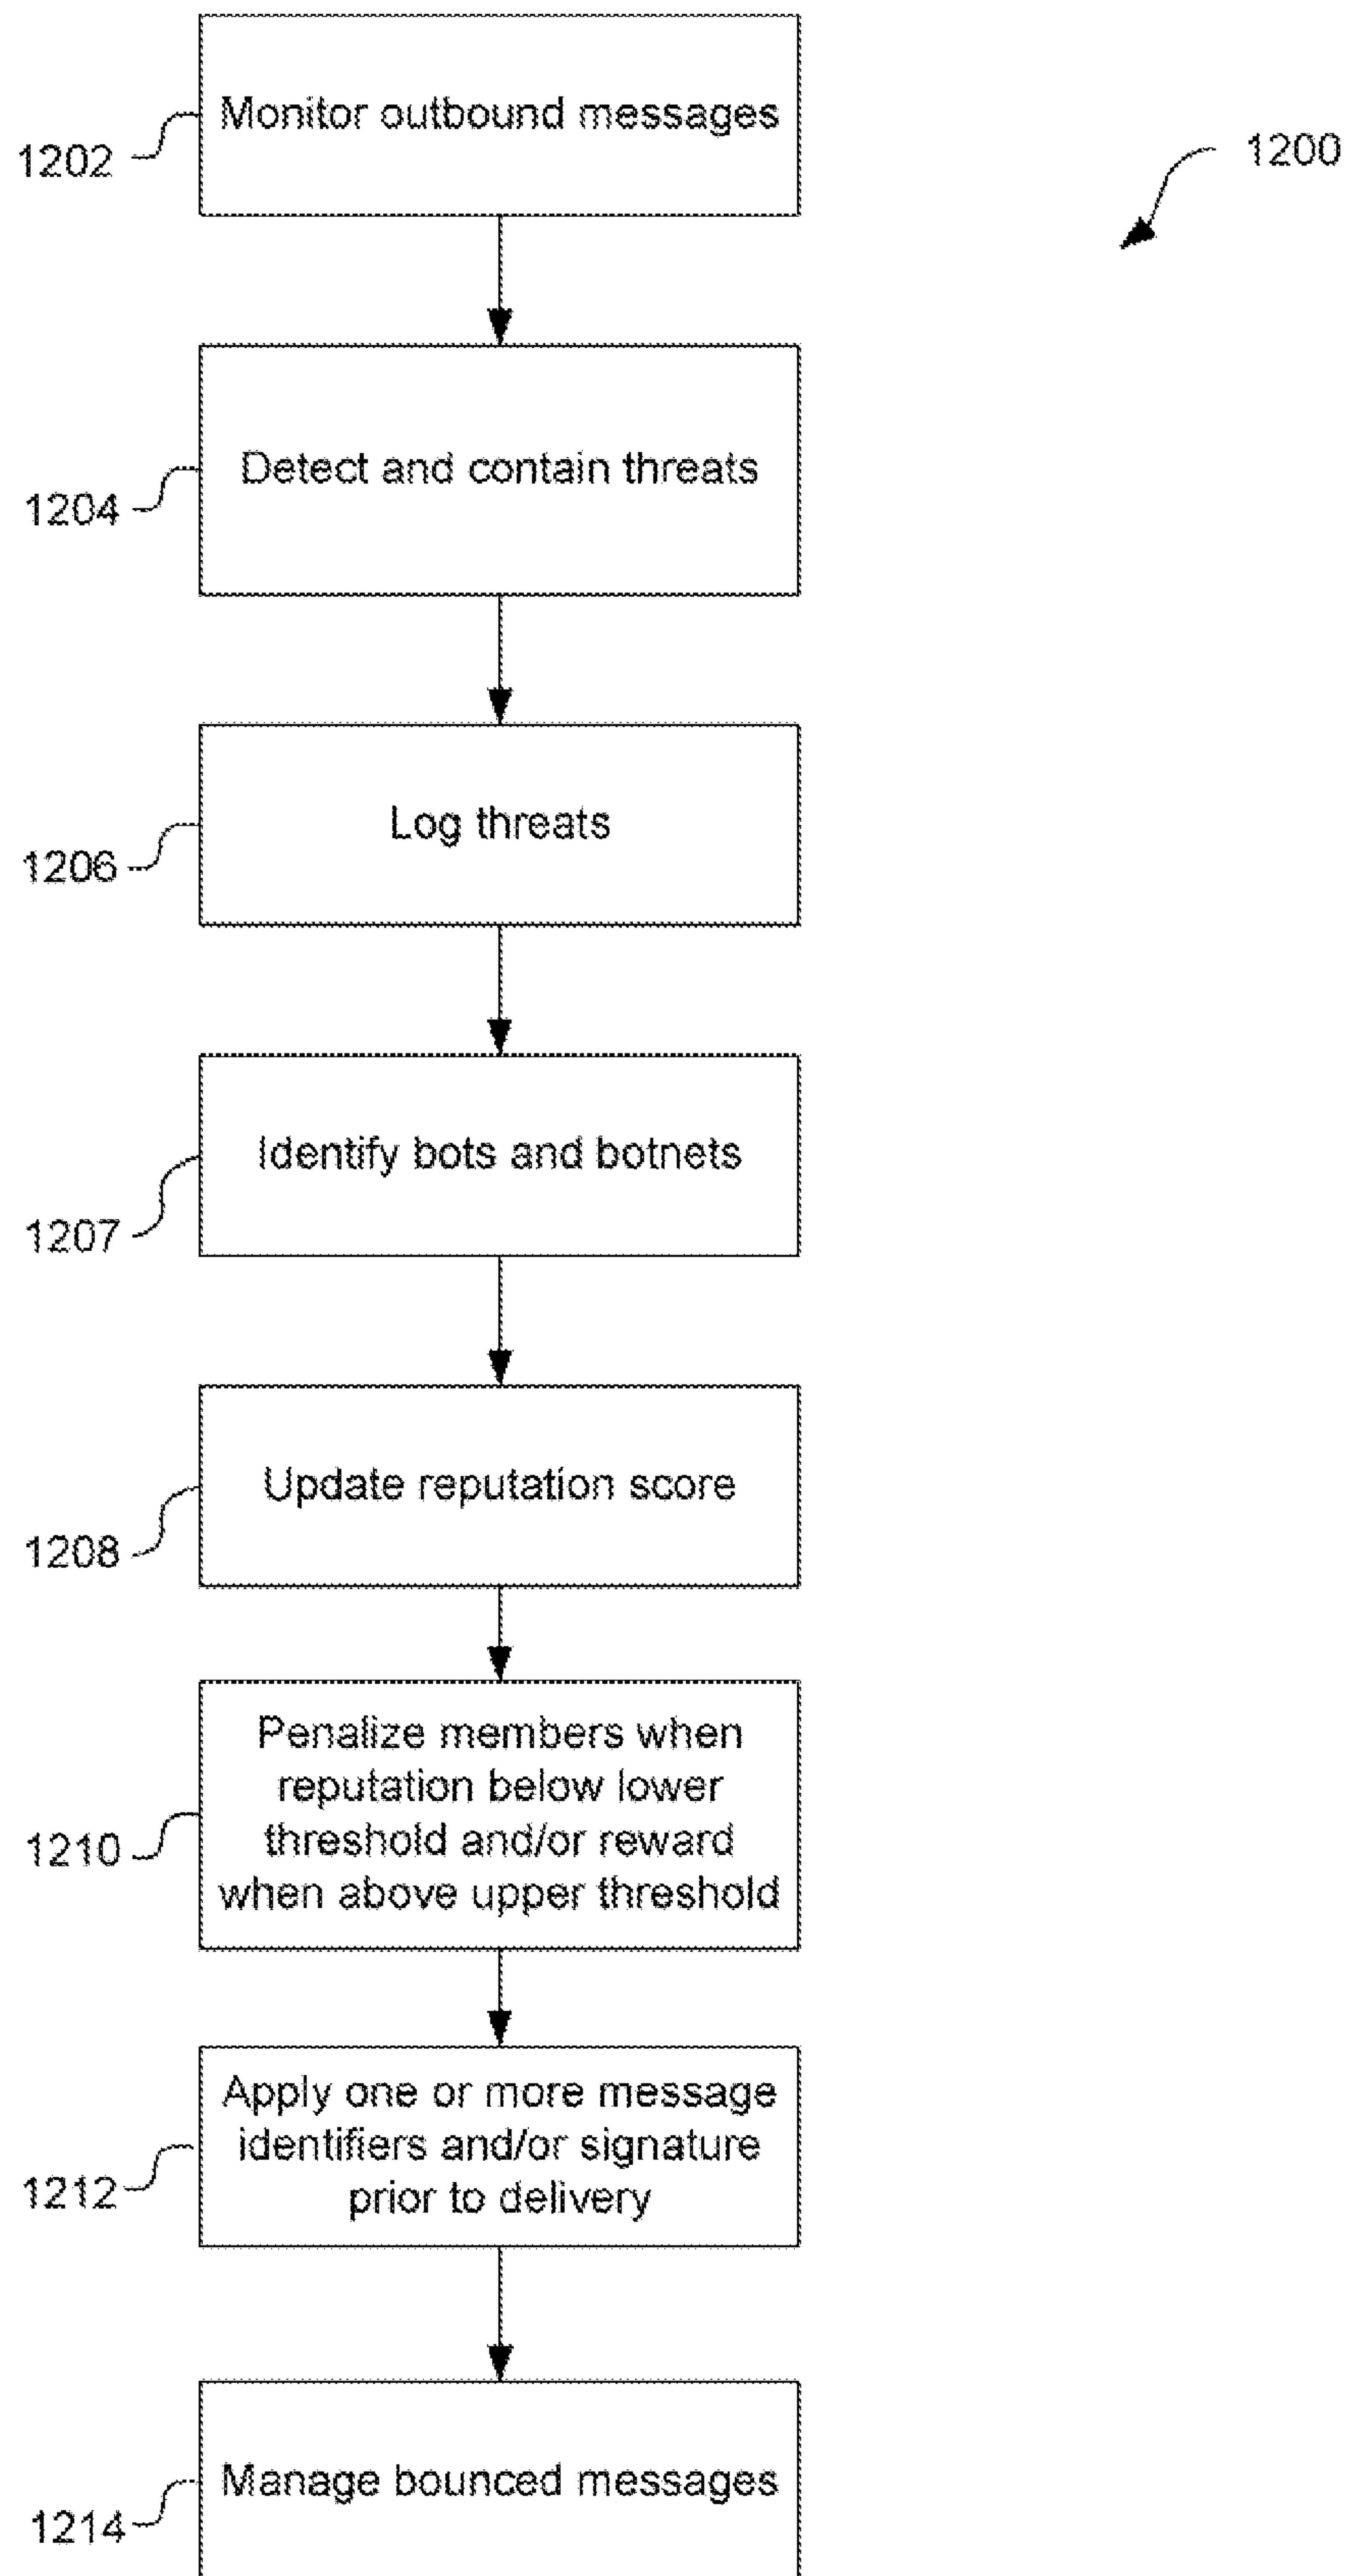 Monitor outbound messages
1202
1200
Detect and contain threats
1204
Log threats
1206
Identify bots and botnets
1207
Update reputation score
1208
Penalize members when
reputation below lower
threshold and/or reward
when above upper threshold
1210
Apply one or more message
identifiers and/or signature
prior to delivery
1212
Manage bounced messages
1214